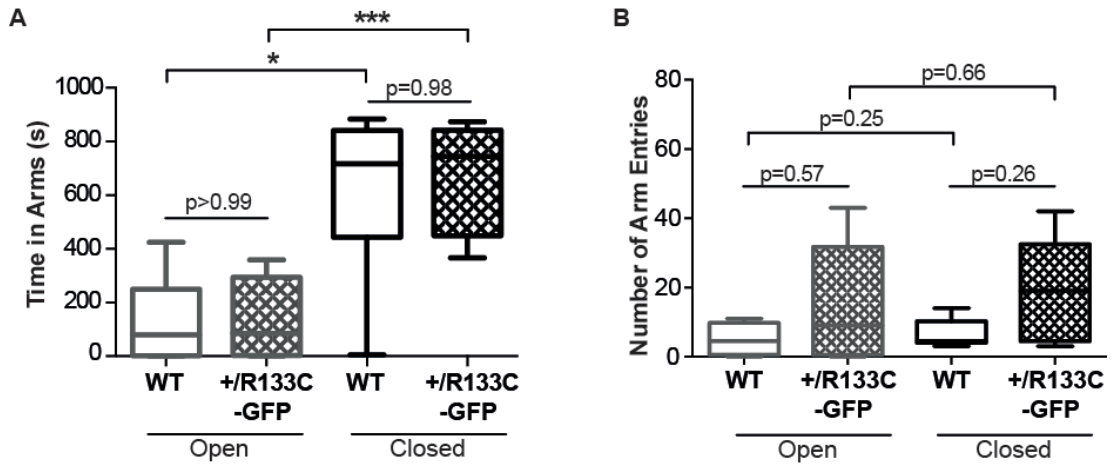 A
***
*
p=0.98
p>0.99
Time in Arms (s)
1000
800
600
400
200
0
WT
+/R133C
-GFP
WT
+/R133C
-GFP
Open
Closed
B
p=0.66
p=0.25
p=0.57
p=0.26
Number of Arm Entries
80
60
40
20
0
WT
+/R133C
-GFP
WT
+/R133C
-GFP
Open
Closed